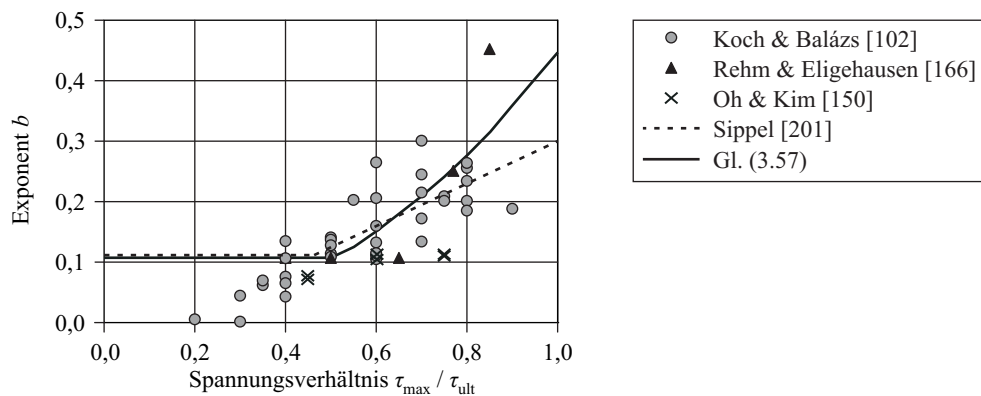 0,5
0,4
0,3
0,2
0,1
0,0
Exponent b
0,0 0,2 0,4 0,6 0,8 1,0
Spannungsverhältnis τmax / τult
Koch & Balázs [102]
Rehm & Eligehausen [166]
Oh & Kim [150]
Sippel [201]
Gl. (3.57)